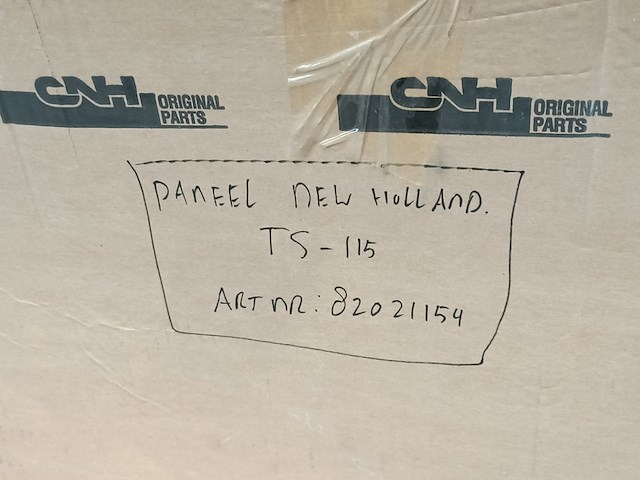 CNH ORIGINAL PARTS
CNH ORIGINAL PARTS
PANEEL NEW HOLLAND.
TS-115
ART NR: 82021154